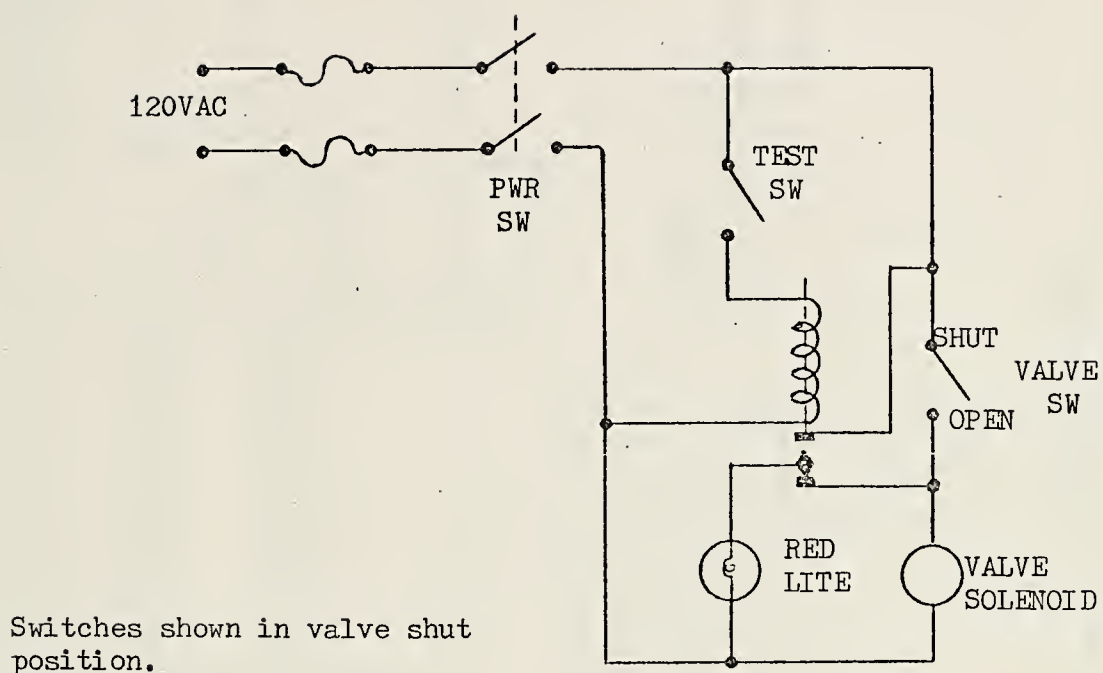 120VAC
PWR
SW
TEST
SW
SHUT
VALVE
SW
OPEN
RED
LITE
VALVE
SOLENOID
Switches shown in valve shut
position.